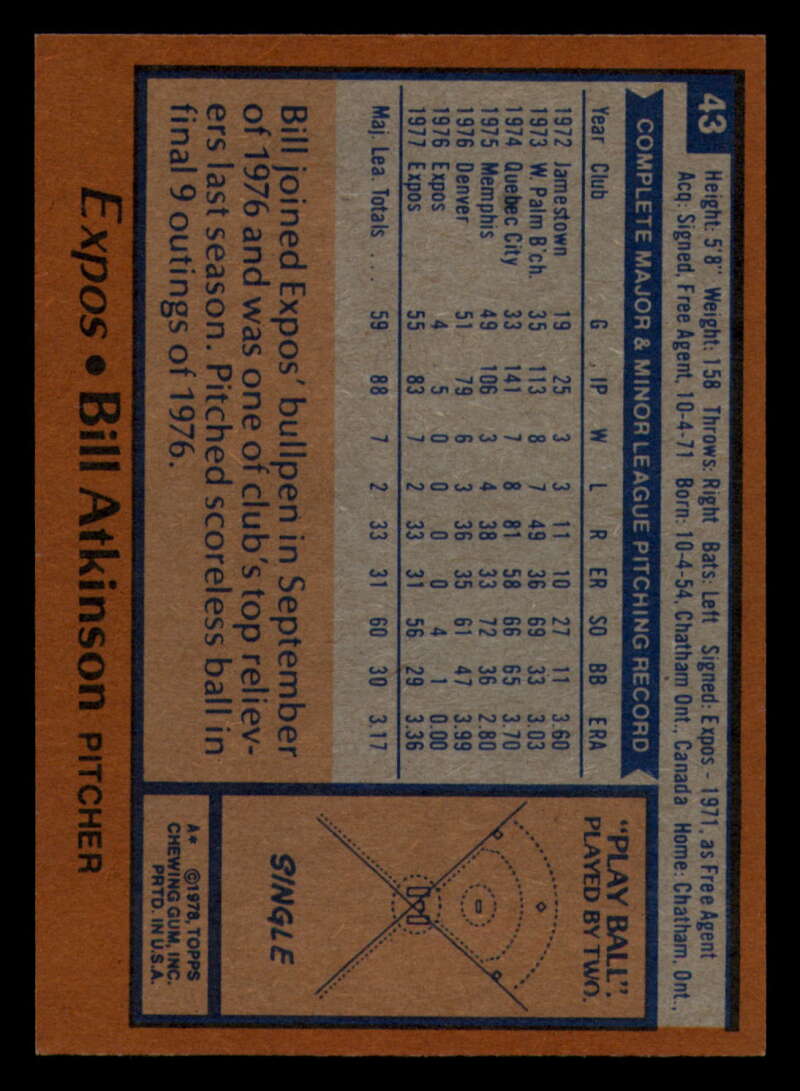 43
Height: 5'8" Weight: 158 Throws: Right Bats: Left Signed: Expos - 1971, as Free Agent
Acq: Signed, Free Agent, 10-4-71 Born: 10-4-54, Chatham Ont., Canada Home: Chatham, Ont.,
COMPLETE MAJOR & MINOR LEAGUE PITCHING RECORD
Year Club G IP W L R ER SO BB ERA
1972 Jamestown 19 25 3 3 11 10 27 11 3.60
1973 W. Palm B'ch. 35 113 8 7 49 36 69 33 3.03
1974 Quebec City 33 141 7 8 81 58 66 65 3.70
1975 Memphis 49 106 3 4 38 33 72 36 2.80
1976 Denver 51 79 6 3 36 35 61 47 3.99
1976 Expos 4 5 0 0 0 0 4 1 0.00
1977 Expos 55 83 7 2 33 31 56 29 3.36
Maj. Lea. Totals .... 59 88 7 2 33 31 60 30 3.17
Bill joined Expos' bullpen in September
of 1976 and was one of club's top reliev-
ers last season. Pitched scoreless ball in
final 9 outings of 1976.
"PLAY BALL":
PLAYED BY TWO.
SINGLE
A* ©1978, TOPPS
CHEWING GUM, INC.
PRTD. IN U.S.A.
Expos • Bill Atkinson PITCHER